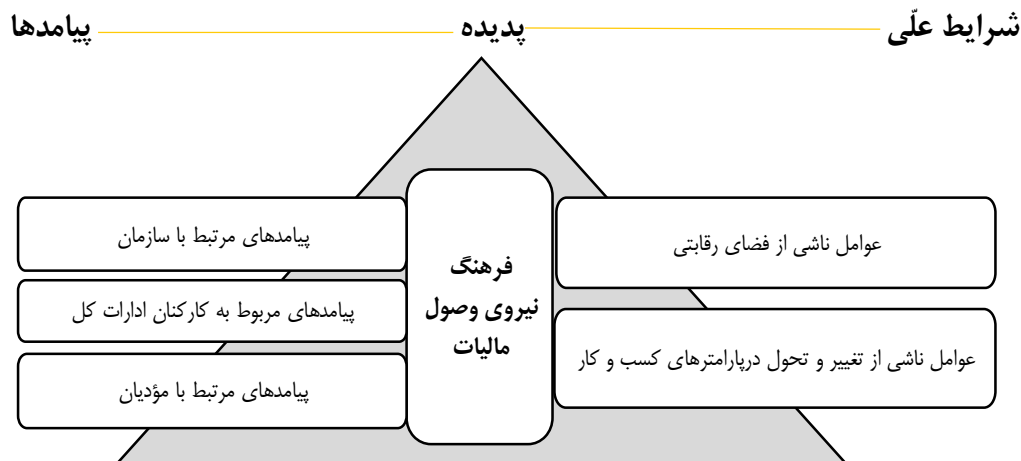 شرایط علّی
پدیده
پیامدها
عوامل ناشی از فضای رقابتی
عوامل ناشی از تغییر و تحول درپارامترهای کسب و کار
فرهنگ
نیروی وصول
مالیات
پیامدهای مرتبط با سازمان
پیامدهای مربوط به کارکنان ادارات کل
پیامدهای مرتبط با مؤدیان